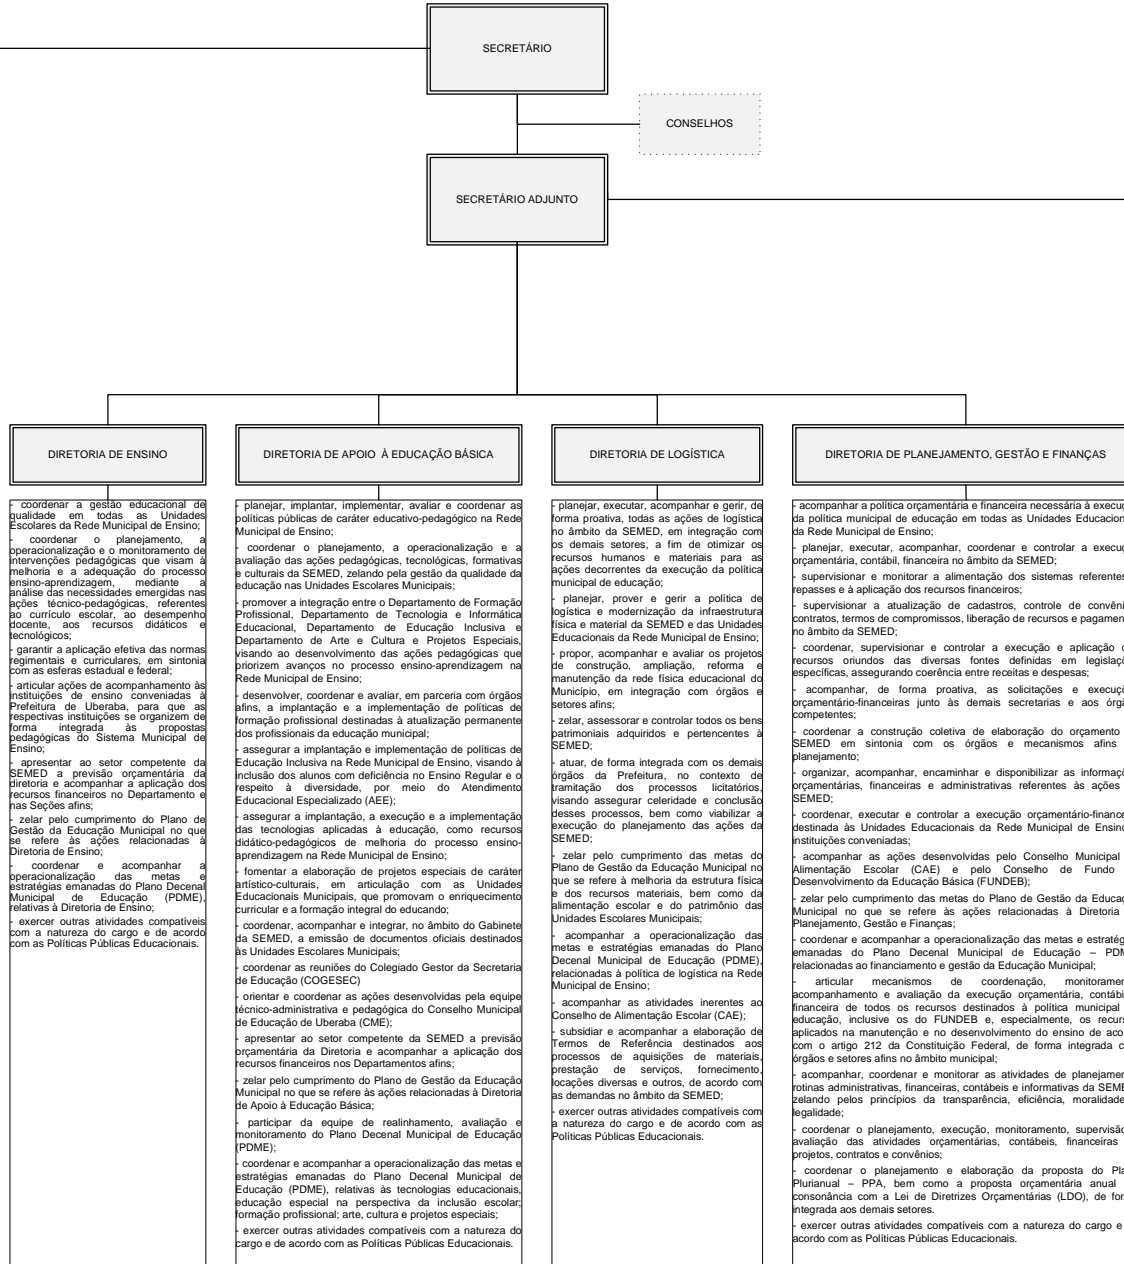 SECRETÁRIO
CONSELHOS
SECRETÁRIO ADJUNTO
DIRETORIA DE ENSINO
- coordenar a gestão educacional de
qualidade em todas as Unidades
Escolares da Rede Municipal de Ensino;
- coordenar o planejamento, a
operacionalização e o monitoramento de
intervenções pedagógicas que visam à
melhoria e a adequação do processo
ensino-aprendizagem, mediante a
análise das necessidades emergidas nas
ações técnico-pedagógicas, referentes
ao currículo escolar, ao desempenho
docente, aos recursos didáticos e
tecnológicos;
- garantir a aplicação efetiva das normas
regimentais e curriculares, em sintonia
com as esferas estadual e federal;
- articular ações de acompanhamento às
instituições de ensino conveniadas à
Prefeitura de Uberaba, para que as
respectivas instituições se organizem de
forma integrada às propostas
pedagógicas do Sistema Municipal de
Ensino;
- apresentar ao setor competente da
SEMED a previsão orçamentária da
diretoria e acompanhar a aplicação dos
recursos financeiros no Departamento e
nas Seções afins;
- zelar pelo cumprimento do Plano de
Gestão da Educação Municipal no que
se refere às ações relacionadas à
Diretoria de Ensino;
- coordenar e acompanhar a
operacionalização das metas e
estratégias emanadas do Plano Decenal
Municipal de Educação (PDME),
relativas à Diretoria de Ensino;
- exercer outras atividades compatíveis
com a natureza do cargo e de acordo
com as Políticas Públicas Educacionais.
DIRETORIA DE APOIO À EDUCAÇÃO BÁSICA
- planejar, implantar, implementar, avaliar e coordenar as
políticas públicas de caráter educativo-pedagógico na Rede
Municipal de Ensino;
- coordenar o planejamento, a operacionalização e a
avaliação das ações pedagógicas, tecnológicas, formativas
e culturais da SEMED, zelando pela gestão da qualidade da
educação nas Unidades Escolares Municipais;
- promover a integração entre o Departamento de Formação
Profissional, Departamento de Tecnologia e Informática
Educacional, Departamento de Educação Inclusiva e
Departamento de Arte e Cultura e Projetos Especiais,
visando ao desenvolvimento das ações pedagógicas que
priorizem avanços no processo ensino-aprendizagem na
Rede Municipal de Ensino;
- desenvolver, coordenar e avaliar, em parceria com órgãos
afins, a implantação e a implementação de políticas de
formação profissional destinadas à atualização permanente
dos profissionais da educação municipal;
- assegurar a implantação e implementação de políticas de
Educação Inclusiva na Rede Municipal de Ensino, visando à
inclusão dos alunos com deficiência no Ensino Regular e o
respeito à diversidade, por meio do Atendimento
Educacional Especializado (AEE);
- assegurar a implantação, a execução e a implementação
das tecnologias aplicadas à educação, como recursos
didático-pedagógicos de melhoria do processo ensino-
aprendizagem na Rede Municipal de Ensino;
- fomentar a elaboração de projetos especiais de caráter
artístico-culturais, em articulação com as Unidades
Educacionais Municipais, que promovam o enriquecimento
curricular e a formação integral do educando;
- coordenar, acompanhar e integrar, no âmbito do Gabinete
da SEMED, a emissão de documentos oficiais destinados
às Unidades Escolares Municipais;
- coordenar as reuniões do Colegiado Gestor da Secretaria
de Educação (COGESEC)
- orientar e coordenar as ações desenvolvidas pela equipe
técnico-administrativa e pedagógica do Conselho Municipal
de Educação de Uberaba (CME);
- apresentar ao setor competente da SEMED a previsão
orçamentária da Diretoria e acompanhar a aplicação dos
recursos financeiros nos Departamentos afins;
- zelar pelo cumprimento do Plano de Gestão da Educação
Municipal no que se refere às ações relacionadas à Diretoria
de Apoio à Educação Básica;
- participar da equipe de realinhamento, avaliação e
monitoramento do Plano Decenal Municipal de Educação
(PDME);
- coordenar e acompanhar a operacionalização das metas e
estratégias emanadas do Plano Decenal Municipal de
Educação (PDME), relativas às tecnologias educacionais,
educação especial na perspectiva da inclusão escolar;
formação profissional; arte, cultura e projetos especiais;
- exercer outras atividades compatíveis com a natureza do
cargo e de acordo com as Políticas Públicas Educacionais.
DIRETORIA DE LOGÍSTICA
- planejar, executar, acompanhar e gerir, de
forma proativa, todas as ações de logística
no âmbito da SEMED, em integração com
os demais setores, a fim de otimizar os
recursos humanos e materiais para as
ações decorrentes da execução da política
municipal de educação;
- planejar, prover e gerir a política de
logística e modernização da infraestrutura
física e material da SEMED e das Unidades
Educacionais da Rede Municipal de Ensino;
- propor, acompanhar e avaliar os projetos
de construção, ampliação, reforma e
manutenção da rede física educacional do
Município, em integração com órgãos e
setores afins;
- zelar, assessorar e controlar todos os bens
patrimoniais adquiridos e pertencentes à
SEMED;
- atuar, de forma integrada com os demais
órgãos da Prefeitura, no contexto de
tramitação dos processos licitatórios,
visando assegurar celeridade e conclusão
desses processos, bem como viabilizar a
execução do planejamento das ações da
SEMED;
- zelar pelo cumprimento das metas do
Plano de Gestão da Educação Municipal no
que se refere à melhoria da estrutura física
e dos recursos materiais, bem como da
alimentação escolar e do patrimônio das
Unidades Escolares Municipais;
- acompanhar a operacionalização das
metas e estratégias emanadas do Plano
Decenal Municipal de Educação (PDME),
relacionadas à política de logística na Rede
Municipal de Ensino;
- acompanhar as atividades inerentes ao
Conselho de Alimentação Escolar (CAE);
- subsidiar e acompanhar a elaboração de
Termos de Referência destinados aos
processos de aquisições de materiais,
prestação de serviços, fornecimento,
locações diversas e outros, de acordo com
as demandas no âmbito da SEMED;
- exercer outras atividades compatíveis com
a natureza do cargo e de acordo com as
Políticas Públicas Educacionais.
DIRETORIA DE PLANEJAMENTO, GESTÃO E FINANÇAS
- acompanhar a política orçamentária e financeira necessária à execuç
da política municipal de educação em todas as Unidades Educacion
da Rede Municipal de Ensino;
- planejar, executar, acompanhar, coordenar e controlar a execuç
orçamentária, contábil, financeira no âmbito da SEMED;
- supervisionar e monitorar a alimentação dos sistemas referentes
repasses e à aplicação dos recursos financeiros;
- supervisionar a atualização de cadastros, controle de convêni
contratos, termos de compromissos, liberação de recursos e pagamen
no âmbito da SEMED;
- coordenar, supervisionar e controlar a execução e aplicação d
recursos oriundos das diversas fontes definidas em legislaçõ
específicas, assegurando coerência entre receitas e despesas;
- acompanhar, de forma proativa, as solicitações e execuçõ
orçamentário-financeiras junto às demais secretarias e aos órgã
competentes;
- coordenar a construção coletiva de elaboração do orçamento
SEMED em sintonia com os órgãos e mecanismos afins
planejamento;
- organizar, acompanhar, encaminhar e disponibilizar as informaçõ
orçamentárias, financeiras e administrativas referentes às ações
SEMED;
- coordenar, executar e controlar a execução orçamentário-finance
destinada às Unidades Educacionais da Rede Municipal de Ensino
instituições conveniadas;
- acompanhar as ações desenvolvidas pelo Conselho Municipal
Alimentação Escolar (CAE) e pelo Conselho de Fundo
Desenvolvimento da Educação Básica (FUNDEB);
- zelar pelo cumprimento das metas do Plano de Gestão da Educaç
Municipal no que se refere às ações relacionadas à Diretoria
Planejamento, Gestão e Finanças;
- coordenar e acompanhar a operacionalização das metas e estratég
emanadas do Plano Decenal Municipal de Educação – PDM
relacionadas ao financiamento e gestão da Educação Municipal;
- articular mecanismos de coordenação, monitoramen
acompanhamento e avaliação da execução orçamentária, contábi
financeira de todos os recursos destinados à política municipal
educação, inclusive os do FUNDEB e, especialmente, os recurs
aplicados na manutenção e no desenvolvimento do ensino de aco
com o artigo 212 da Constituição Federal, de forma integrada c
órgãos e setores afins no âmbito municipal;
- acompanhar, coordenar e monitorar as atividades de planejamen
rotinas administrativas, financeiras, contábeis e informativas da SEME
zelando pelos princípios da transparência, eficiência, moralidade
legalidade;
- coordenar o planejamento, execução, monitoramento, supervisã
avaliação das atividades orçamentárias, contábeis, financeiras
projetos, contratos e convênios;
- coordenar o planejamento e elaboração da proposta do Pla
Plurianual – PPA, bem como a proposta orçamentária anual
consonância com a Lei de Diretrizes Orçamentárias (LDO), de for
integrada aos demais setores.
- exercer outras atividades compatíveis com a natureza do cargo e
acordo com as Políticas Públicas Educacionais.